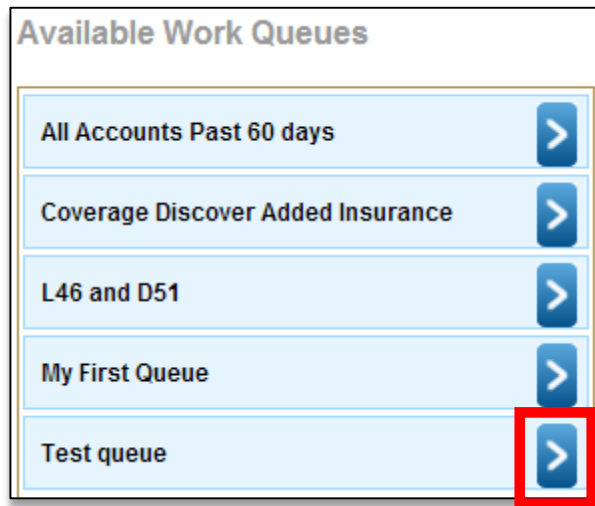 Available Work Queues
All Accounts Past 60 days
Coverage Discover Added Insurance
L46 and D51
My First Queue
Test queue